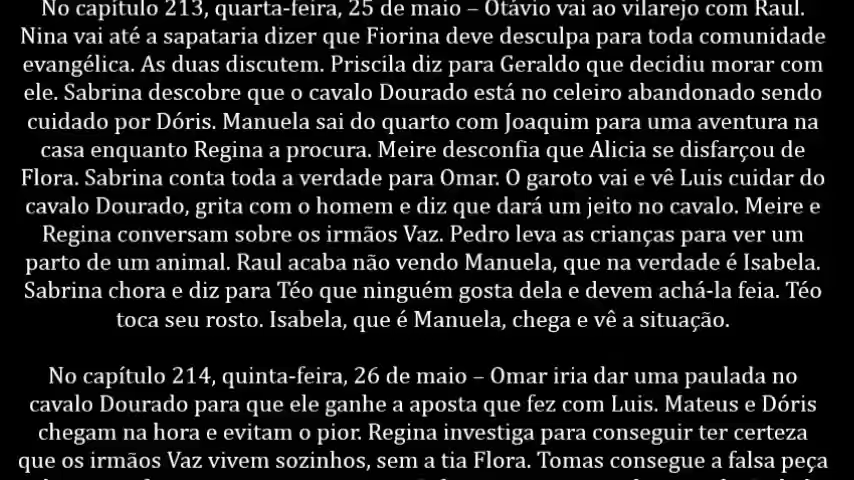 No capítulo 213, quarta-feira, 25 de maio – Otávio vai ao vilarejo com Raul.
Nina vai até a sapataria dizer que Fiorina deve desculpa para toda comunidade
evangélica. As duas discutem. Priscila diz para Geraldo que decidiu morar com
ele. Sabrina descobre que o cavalo Dourado está no celeiro abandonado sendo
cuidado por Dóris. Manuela sai do quarto com Joaquim para uma aventura na
casa enquanto Regina a procura. Meire desconfia que Alicia se disfarçou de
Flora. Sabrina conta toda a verdade para Omar. O garoto vai e vê Luis cuidar do
cavalo Dourado, grita com o homem e diz que dará um jeito no cavalo. Meire e
Regina conversam sobre os irmãos Vaz. Pedro leva as crianças para ver um
parto de um animal. Raul acaba não vendo Manuela, que na verdade é Isabela.
Sabrina chora e diz para Téo que ninguém gosta dela e devem achá-la feia. Téo
toca seu rosto. Isabela, que é Manuela, chega e vê a situação.
No capítulo 214, quinta-feira, 26 de maio – Omar iria dar uma paulada no
cavalo Dourado para que ele ganhe a aposta que fez com Luis. Mateus e Dóris
chegam na hora e evitam o pior. Regina investiga para conseguir ter certeza
que os irmãos Vaz vivem sozinhos, sem a tia Flora. Tomas consegue a falsa peça